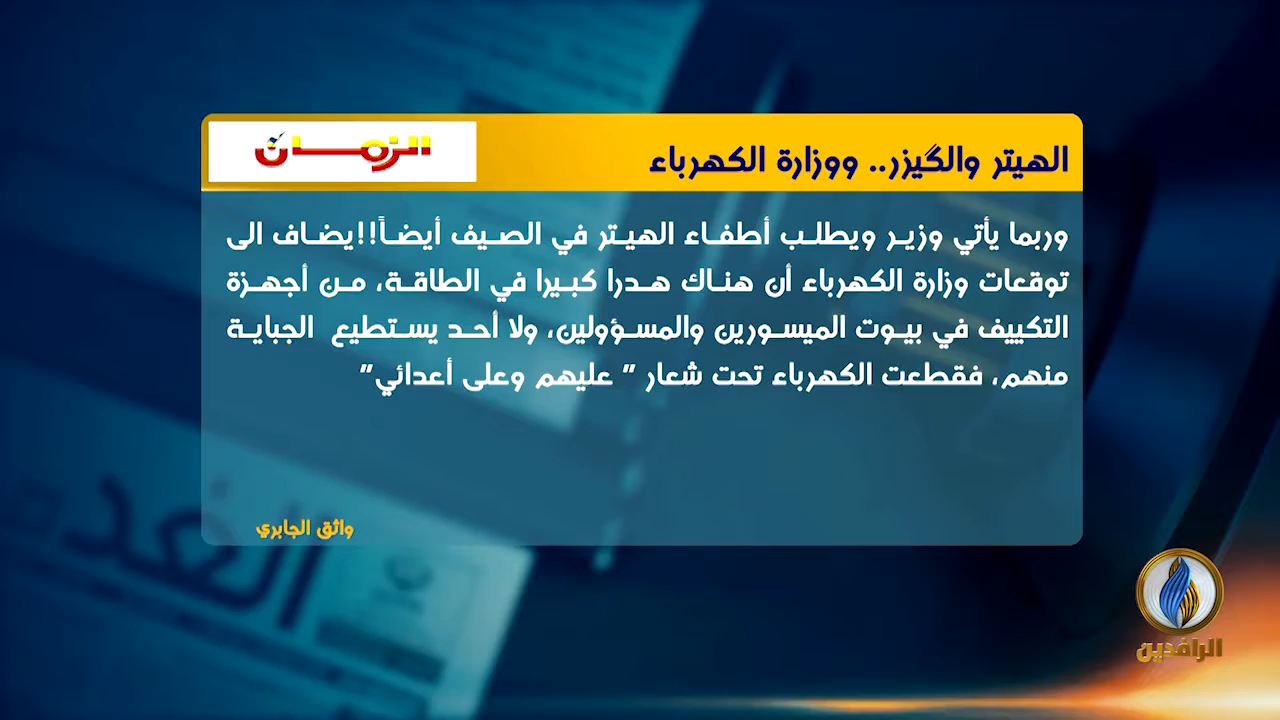 الزمان
الهيتر والگيزر.. ووزارة الكهرباء
وربما يأتي وزير ويطلب أطفاء الهيتر في الصيف أيضاً!!يضاف الى
توقعات وزارة الكهرباء أن هناك هدرا كبيرا في الطاقة، من أجهزة
التكييف في بيوت الميسورين والمسؤولين، ولا أحد يستطيع الجباية
منهم، فقطعت الكهرباء تحت شعار " عليهم وعلى أعدائي"
واثق الجابري
الغد
الرافدين